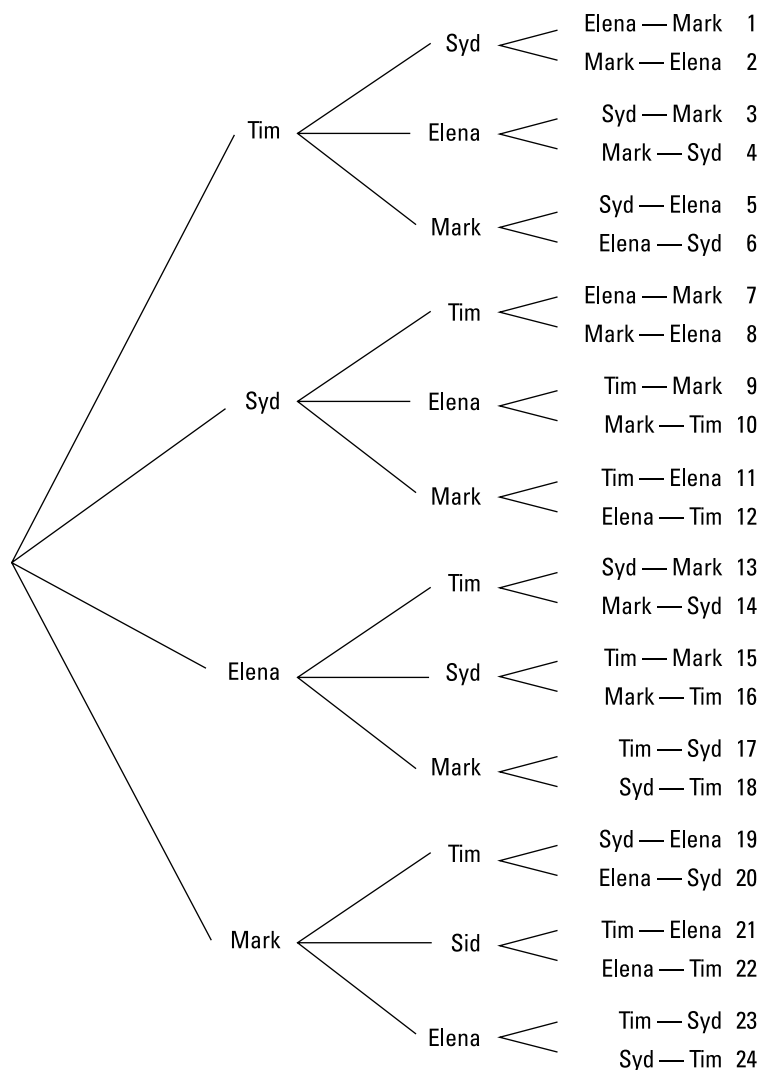 Elena — Mark 1
Syd
Mark — Elena 2
Syd — Mark 3
Tim
Elena
Mark — Syd 4
Syd — Elena 5
Mark
Elena — Syd 6
Elena — Mark 7
Tim
Mark — Elena 8
Tim — Mark 9
Syd
Elena
Mark — Tim 10
Tim — Elena 11
Mark
Elena — Tim 12
Syd — Mark 13
Tim
Mark — Syd 14
Tim — Mark 15
Elena
Syd
Mark — Tim 16
Tim — Syd 17
Mark
Syd — Tim 18
Syd — Elena 19
Tim
Elena — Syd 20
Tim — Elena 21
Mark
Sid
Elena — Tim 22
Tim — Syd 23
Elena
Syd — Tim 24